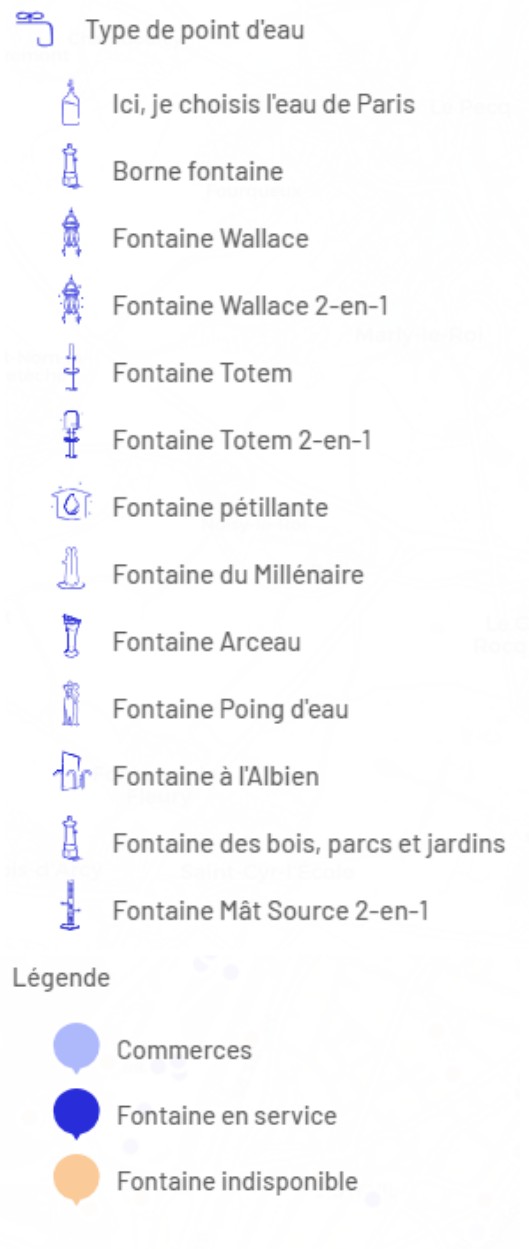 Type de point d'eau
Ici, je choisis l'eau de Paris
Borne fontaine
Fontaine Wallace
Fontaine Wallace 2-en-1
Fontaine Totem
Fontaine Totem 2-en-1
Fontaine pétillante
Fontaine du Millénaire
Fontaine Arceau
Fontaine Poing d'eau
Fontaine à l'Albien
Fontaine des bois, parcs et jardins
Fontaine Mât Source 2-en-1
Légende
Commerces
Fontaine en service
Fontaine indisponible